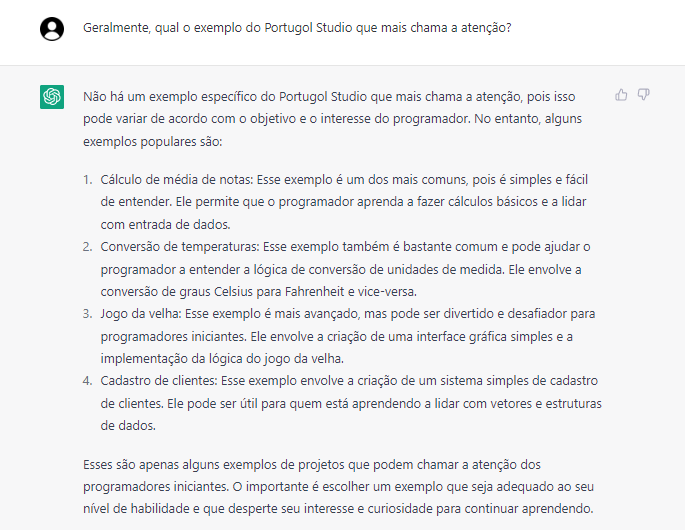 Geralmente, qual o exemplo do Portugol Studio que mais chama a atenção?
Não há um exemplo específico do Portugol Studio que mais chama a atenção, pois isso
pode variar de acordo com o objetivo e o interesse do programador. No entanto, alguns
exemplos populares são:
1. Cálculo de média de notas: Esse exemplo é um dos mais comuns, pois é simples e fácil
de entender. Ele permite que o programador aprenda a fazer cálculos básicos e a lidar
com entrada de dados.
2. Conversão de temperaturas: Esse exemplo também é bastante comum e pode ajudar o
programador a entender a lógica de conversão de unidades de medida. Ele envolve a
conversão de graus Celsius para Fahrenheit e vice-versa.
3. Jogo da velha: Esse exemplo é mais avançado, mas pode ser divertido e desafiador para
programadores iniciantes. Ele envolve a criação de uma interface gráfica simples e a
implementação da lógica do jogo da velha.
4. Cadastro de clientes: Esse exemplo envolve a criação de um sistema simples de cadastro
de clientes. Ele pode ser útil para quem está aprendendo a lidar com vetores e estruturas
de dados.
Esses são apenas alguns exemplos de projetos que podem chamar a atenção dos
programadores iniciantes. O importante é escolher um exemplo que seja adequado ao seu
nível de habilidade e que desperte seu interesse e curiosidade para continuar aprendendo.